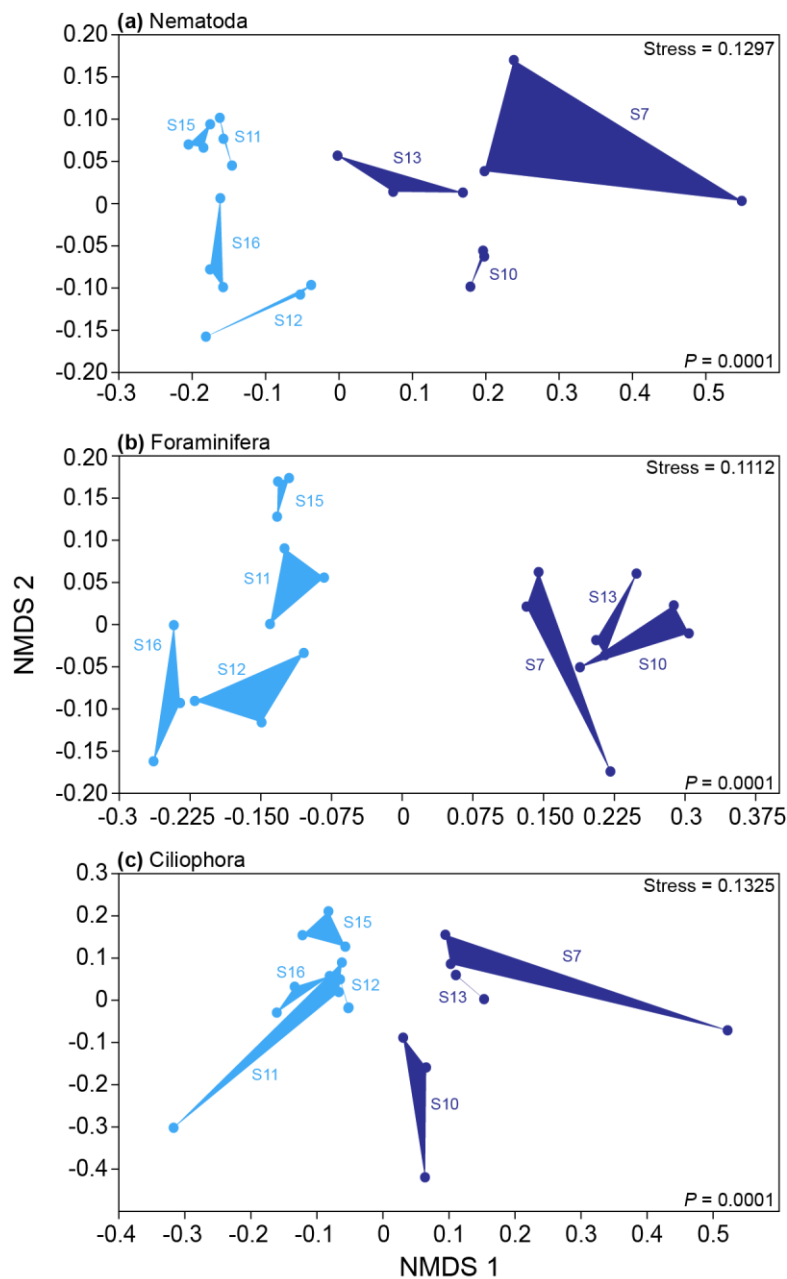 (a) Nematoda
Stress = 0.1297
0.20
0.15
0.10
0.05
0
-0.05
-0.10
-0.15
-0.20
S15
S11
S7
S13
S16
S10
S12
P = 0.0001
-0.3 -0.2 -0.1 0 0.1 0.2 0.3 0.4 0.5
(b) Foraminifera
Stress = 0.1112
NMDS 2
0.20
0.15
0.10
0.05
0
-0.05
-0.10
-0.15
-0.20
S15
S11
S13
S16
S12
S7
S10
P = 0.0001
-0.3 -0.225 -0.150 -0.075 0 0.075 0.150 0.225 0.3 0.375
(c) Ciliophora
Stress = 0.1325
0.3
0.2
0.1
0
-0.1
-0.2
-0.3
-0.4
S15
S7
S16
S12
S13
S11
S10
P = 0.0001
-0.4 -0.3 -0.2 -0.1 0 0.1 0.2 0.3 0.4 0.5
NMDS 1